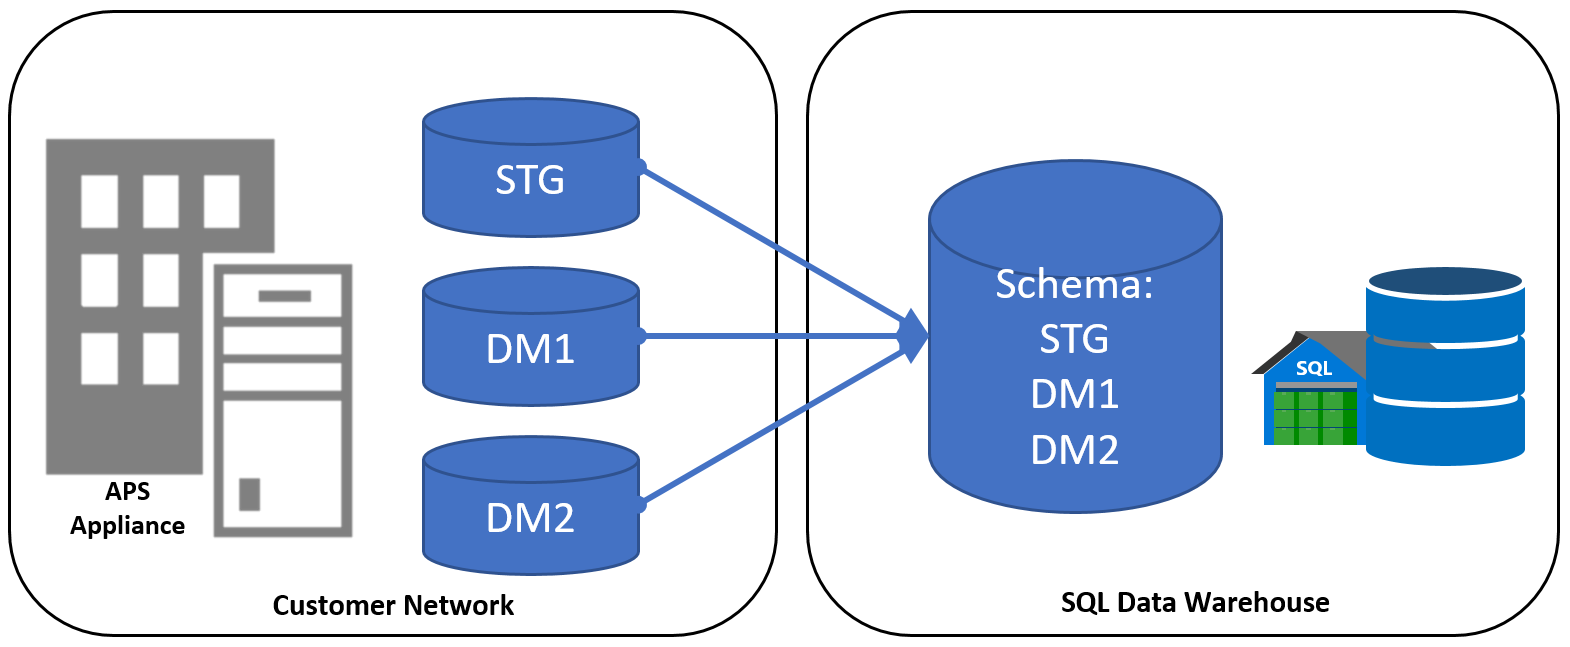 STG
DM1
DM2
APS
Appliance
Customer Network
Schema:
STG
DM1
DM2
SQL
SQL Data Warehouse